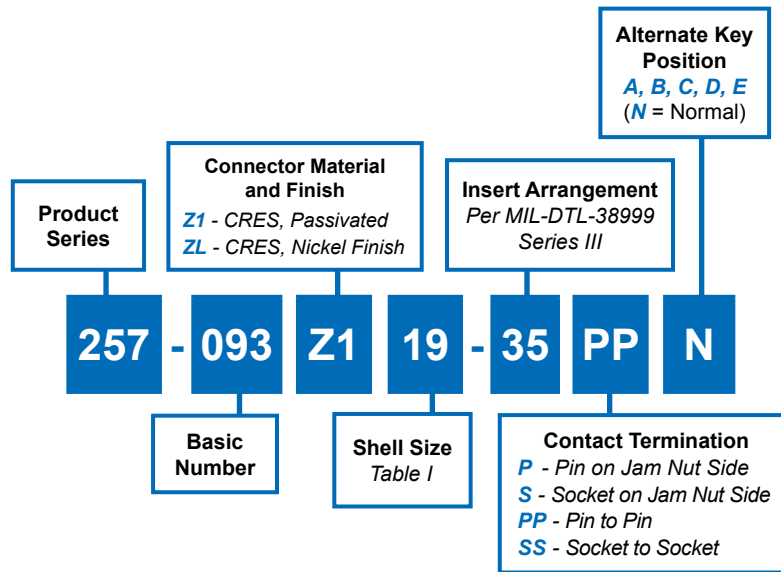 Alternate Key
Position
A, B, C, D, E
(N = Normal)
Connector Material
and Finish
Z1 - CRES, Passivated
ZL - CRES, Nickel Finish
Insert Arrangement
Per MIL-DTL-38999
Series III
Product
Series
257 - 093 Z1 19 - 35 PP N
Basic
Number
Shell Size
Table I
Contact Termination
P - Pin on Jam Nut Side
S - Socket on Jam Nut Side
PP - Pin to Pin
SS - Socket to Socket